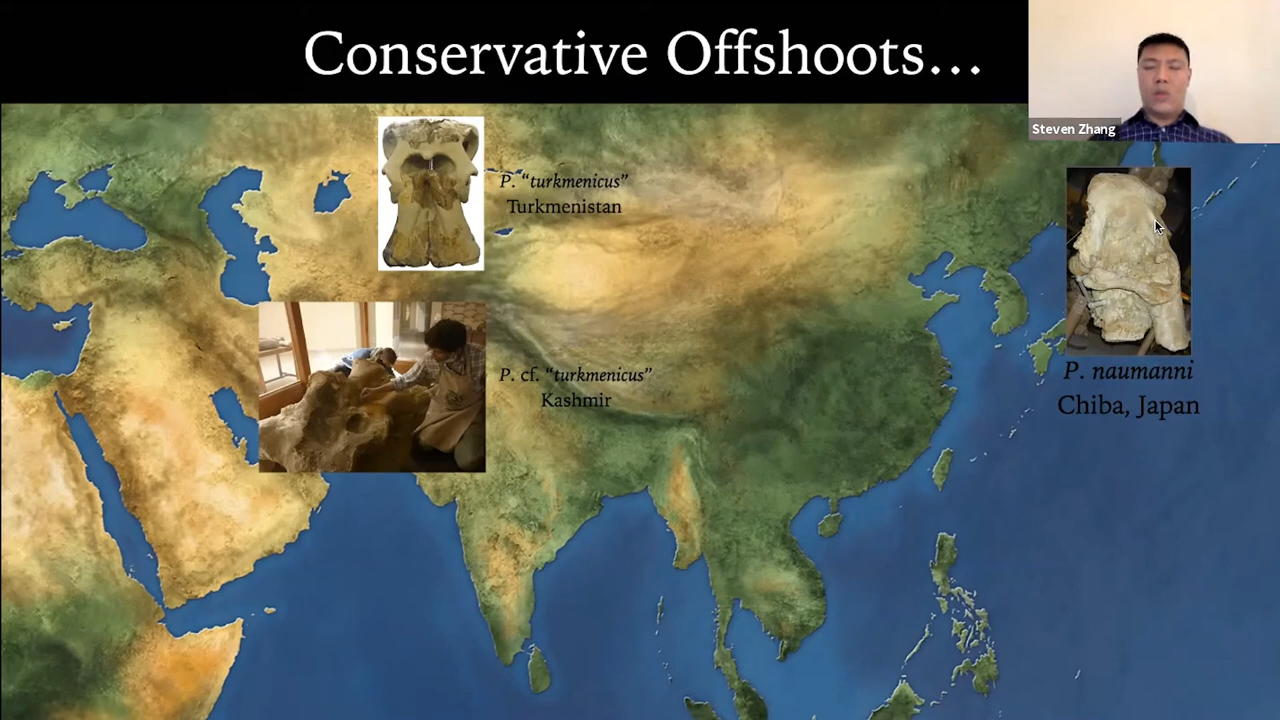 Conservative Offshoots…
Steven Zhang
P. “turkmenicus”
Turkmenistan
P. cf. “turkmenicus”
Kashmir
P. naumanni
Chiba, Japan